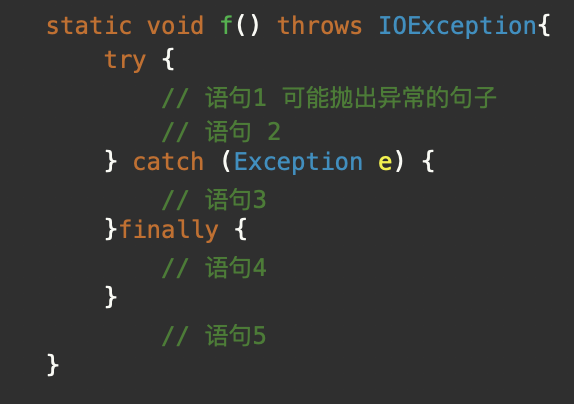 static void f() throws IOException{
try {
// 语句1 可能抛出异常的句子
// 语句 2
} catch (Exception e) {
// 语句3
}finally {
// 语句4
}
// 语句5
}